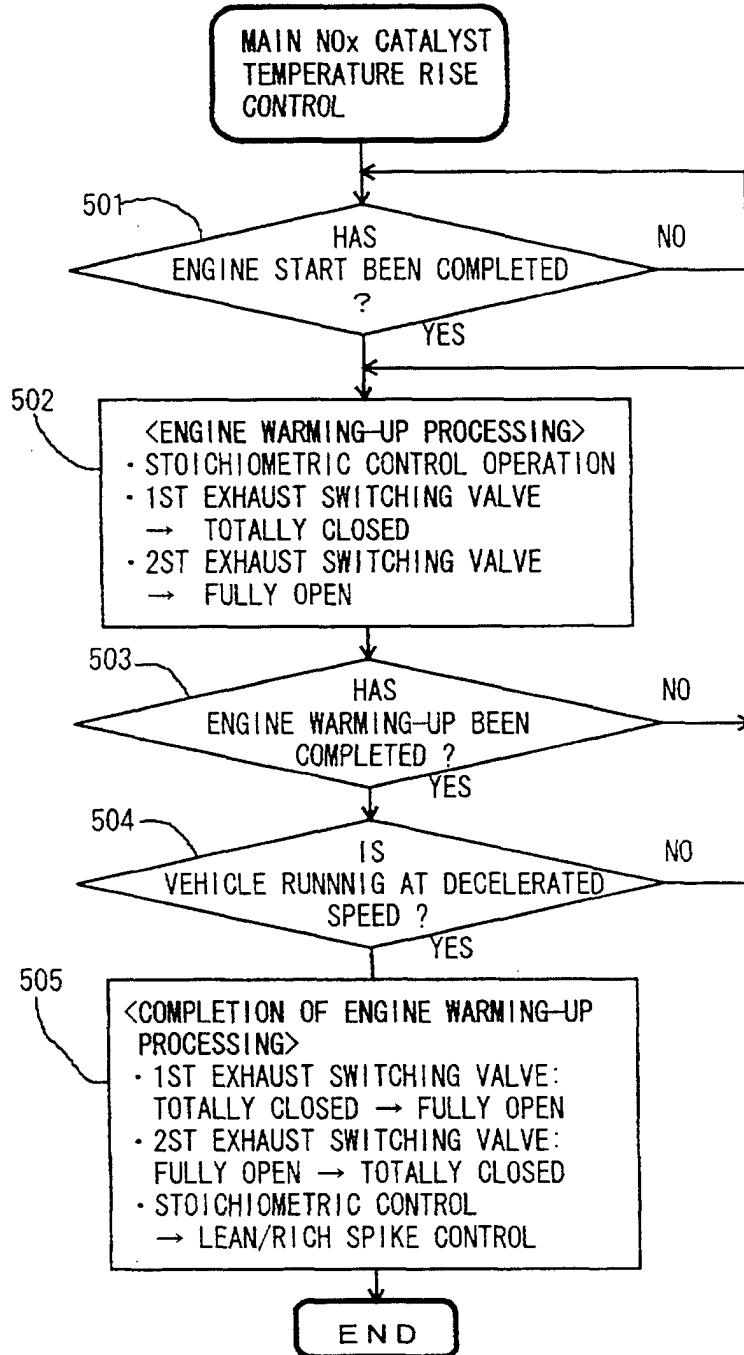 MAIN NOx CATALYST
TEMPERATURE RISE
CONTROL
501
HAS
ENGINE START BEEN COMPLETED
?
NO
YES
502
<ENGINE WARMING-UP PROCESSING>
・STOICHIOMETRIC CONTROL OPERATION
・1ST EXHAUST SWITCHING VALVE
→ TOTALLY CLOSED
・2ST EXHAUST SWITCHING VALVE
→ FULLY OPEN
503
HAS
ENGINE WARMING-UP BEEN
COMPLETED ?
NO
YES
504
IS
VEHICLE RUNNNIG AT DECELERATED
SPEED ?
NO
YES
505
<COMPLETION OF ENGINE WARMING-UP
PROCESSING>
・1ST EXHAUST SWITCHING VALVE:
TOTALLY CLOSED → FULLY OPEN
・2ST EXHAUST SWITCHING VALVE:
FULLY OPEN → TOTALLY CLOSED
・STOICHIOMETRIC CONTROL
→ LEAN/RICH SPIKE CONTROL
END